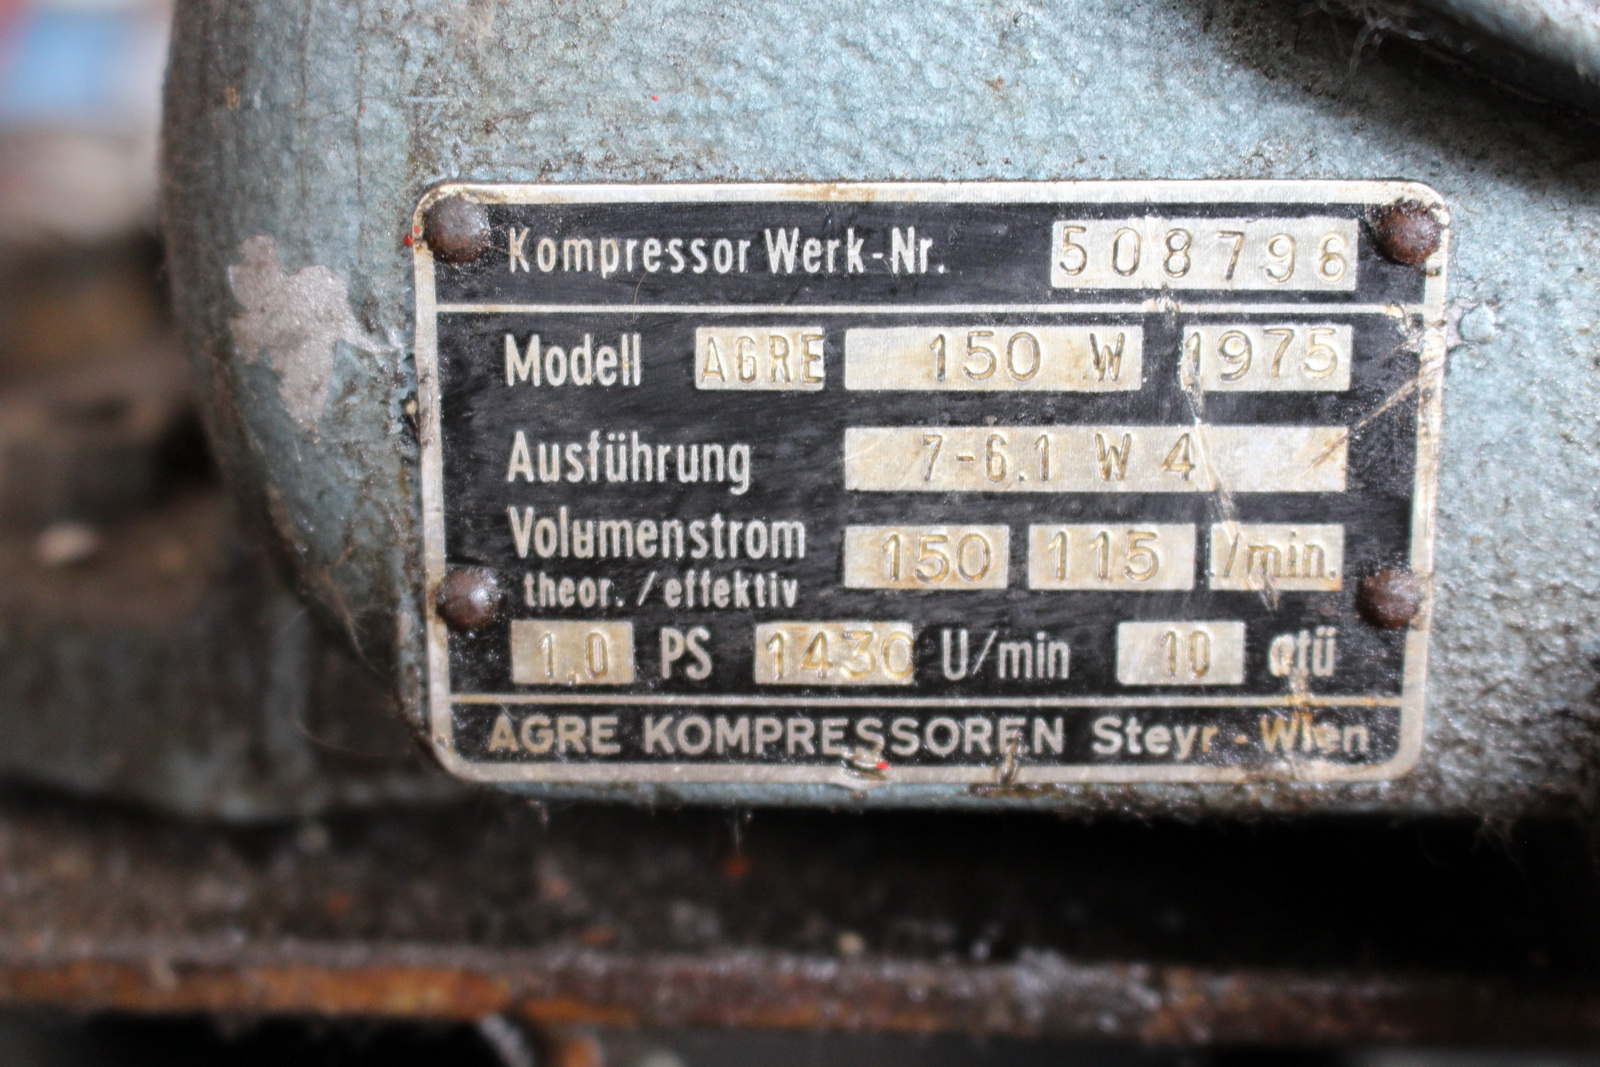 Kompressor Werk-Nr. 508796
Modell AGRE 150 W 1975
Ausführung 7-6.1 W 4
Volumenstrom 150 115 /min.
theor./effektiv
1,0 PS 1430 U/min 10 atü
AGRE KOMPRESSOREN Steyr - Wien